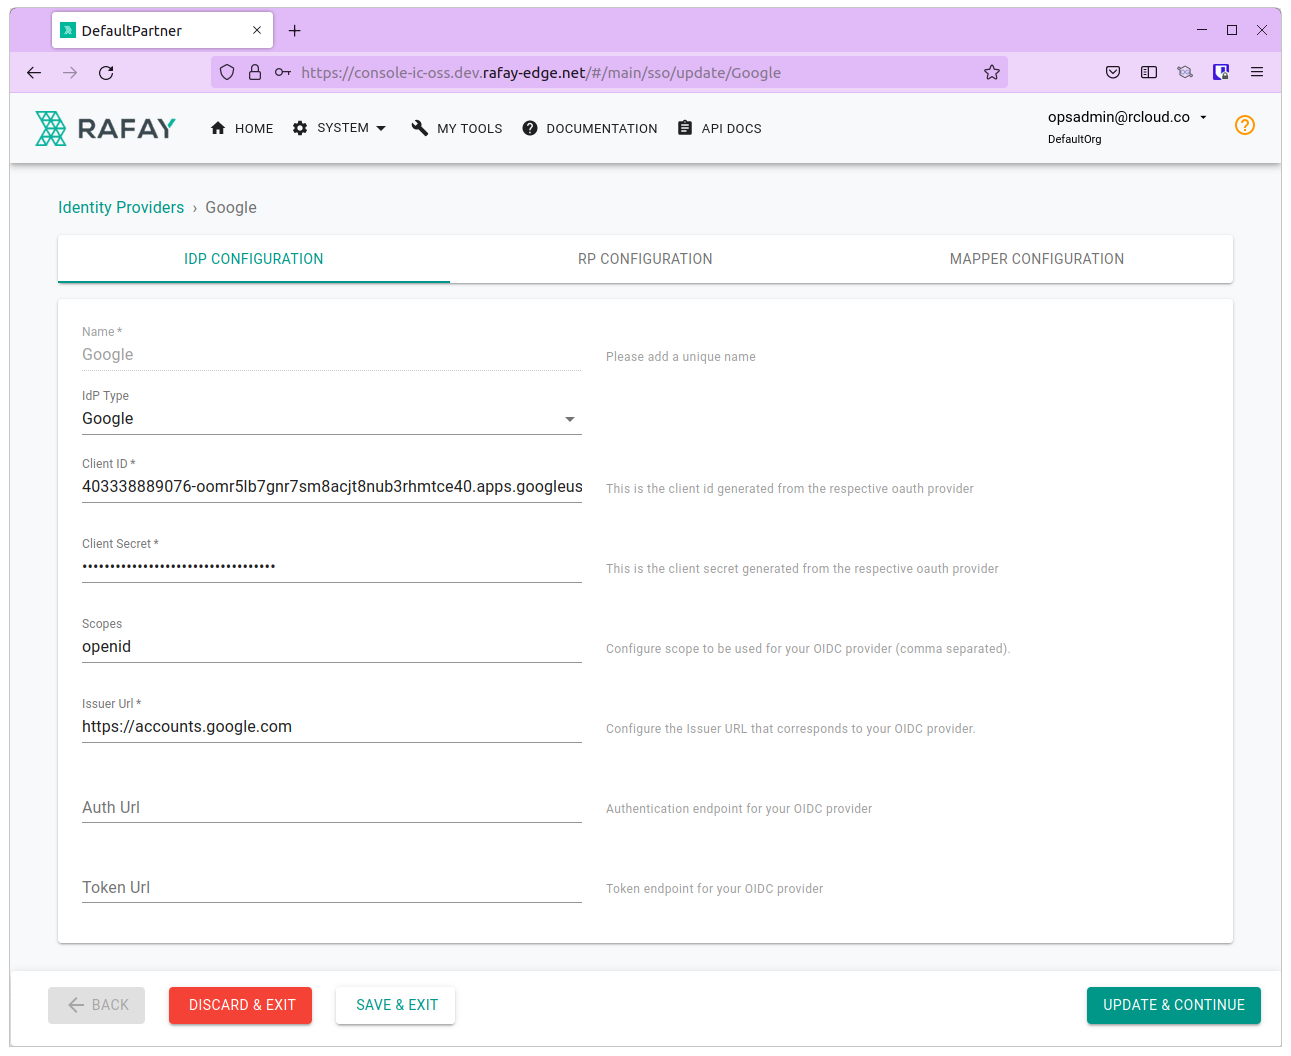 DefaultPartner
https://console-ic-oss.dev.rafay-edge.net/#/main/sso/update/Google
RAFAY
HOME
SYSTEM
MY TOOLS
DOCUMENTATION
API DOCS
opsadmin@rcloud.co
DefaultOrg
Identity Providers › Google
IDP CONFIGURATION
RP CONFIGURATION
MAPPER CONFIGURATION
Name *
Google
Please add a unique name
IdP Type
Google
Client ID *
403338889076-oomr5lb7gnr7sm8acjt8nub3rhmtce40.apps.googleus
This is the client id generated from the respective oauth provider
Client Secret *
•••••••••••••••••••••••••••••••••••
This is the client secret generated from the respective oauth provider
Scopes
openid
Configure scope to be used for your OIDC provider (comma separated).
Issuer Url *
https://accounts.google.com
Configure the Issuer URL that corresponds to your OIDC provider.
Auth Url
Authentication endpoint for your OIDC provider
Token Url
Token endpoint for your OIDC provider
BACK
DISCARD & EXIT
SAVE & EXIT
UPDATE & CONTINUE